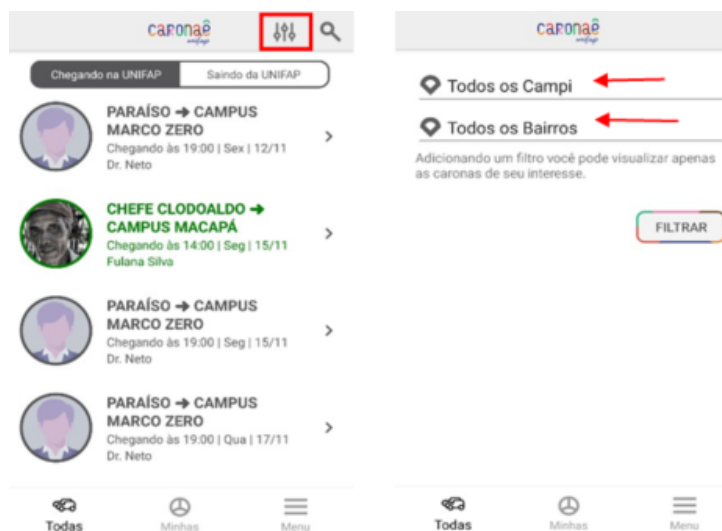 caronaê
unifap
Chegando na UNIFAP
Saindo da UNIFAP
PARAÍSO → CAMPUS
MARCO ZERO
Chegando às 19:00 | Sex | 12/11
Dr. Neto
CHEFE CLODOALDO →
CAMPUS MACAPÁ
Chegando às 14:00 | Seg | 15/11
Fulana Silva
PARAÍSO → CAMPUS
MARCO ZERO
Chegando às 19:00 | Seg | 15/11
Dr. Neto
PARAÍSO → CAMPUS
MARCO ZERO
Chegando às 19:00 | Qua | 17/11
Dr. Neto
Todas
Minhas
Menu
caronaê
unifap
Todos os Campi
Todos os Bairros
Adicionando um filtro você pode visualizar apenas
as caronas de seu interesse.
FILTRAR
Todas
Minhas
Menu